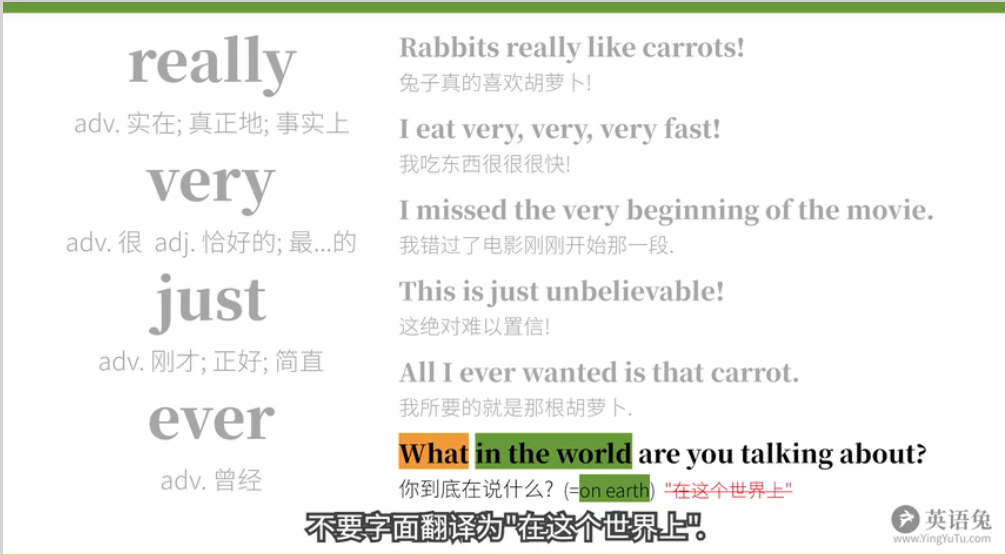 really
adv. 实在; 真正地; 事实上
very
adv. 很 adj. 恰好的; 最...的
just
adv. 刚才; 正好; 简直
ever
adv. 曾经
Rabbits really like carrots!
兔子真的喜欢胡萝卜!
I eat very, very, very fast!
我吃东西很很很快!
I missed the very beginning of the movie.
我错过了电影刚刚开始那一段.
This is just unbelievable!
这绝对难以置信!
All I ever wanted is that carrot.
我所要的就是那根胡萝卜.
What in the world are you talking about?
你到底在说什么? (=on earth) "在这个世界上"
不要字面翻译为"在这个世界上".
英语兔
www.YingYuTu.com